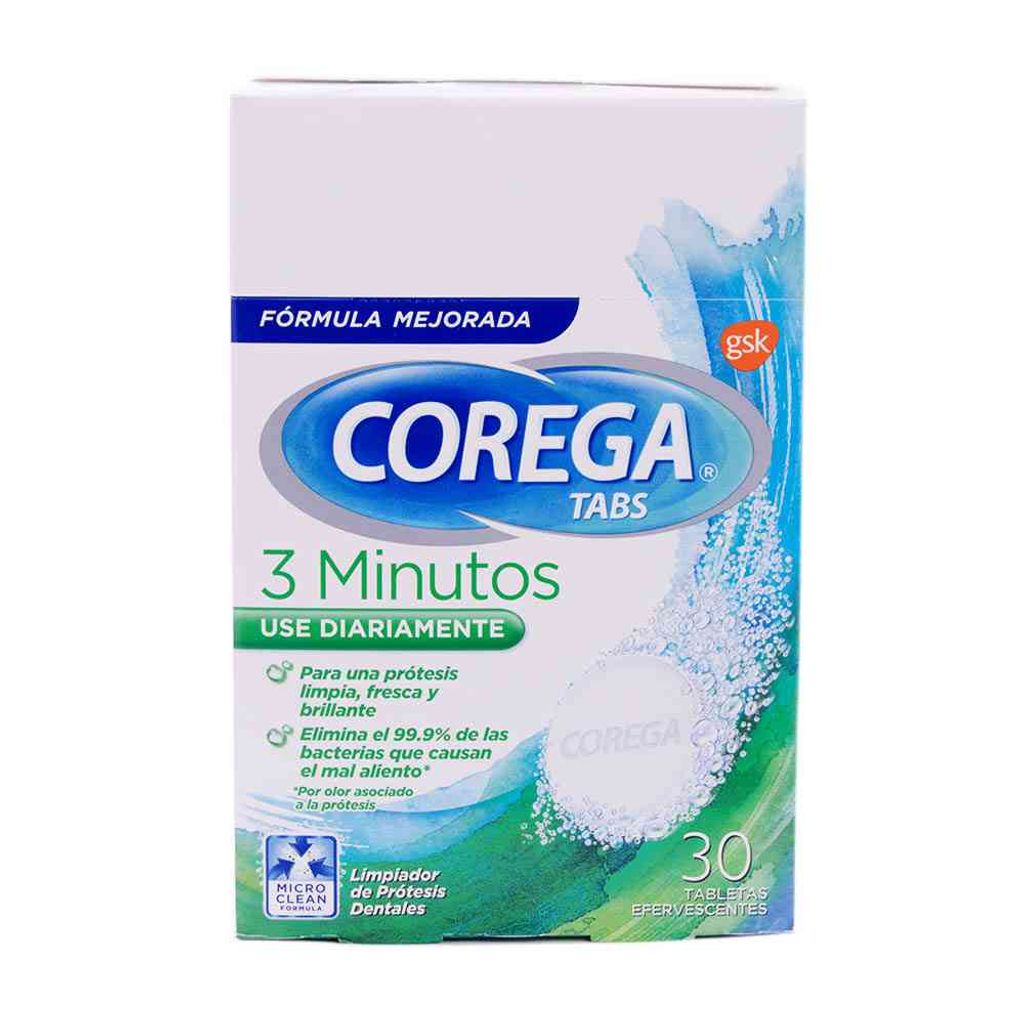 FÓRMULA MEJORADA
gsk
COREGA®
TABS
3 Minutos
USE DIARIAMENTE
Para una prótesis
limpia, fresca y
brillante
Elimina el 99.9% de las
bacterias que causan
el mal aliento*
*Por olor asociado
a la prótesis
COREGA
MICRO
CLEAN
FORMULA
Limpiador
de Prótesis
Dentales
30
TABLETAS
EFERVESCENTES